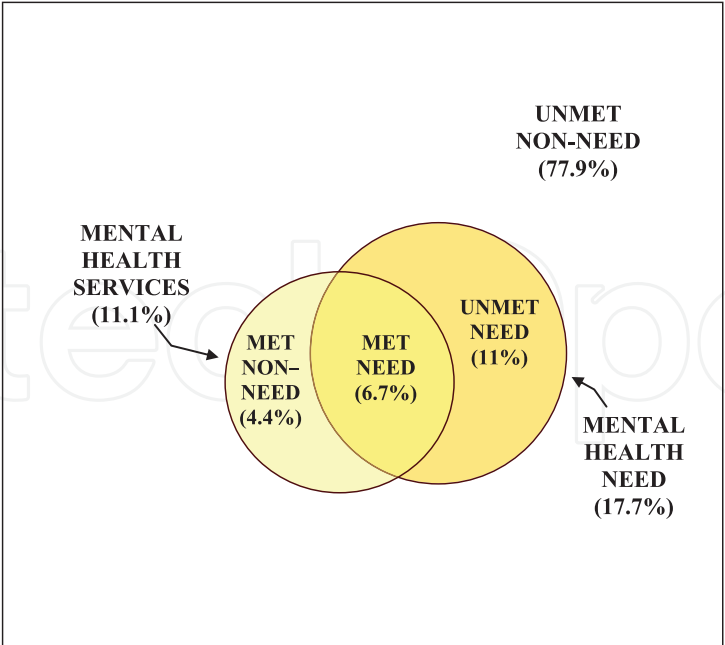 UNMET
NON-NEED
(77.9%)
MENTAL
HEALTH
SERVICES
(11.1%)
MET
NON–
NEED
(4.4%)
MET
NEED
(6.7%)
UNMET
NEED
(11%)
MENTAL
HEALTH
NEED
(17.7%)